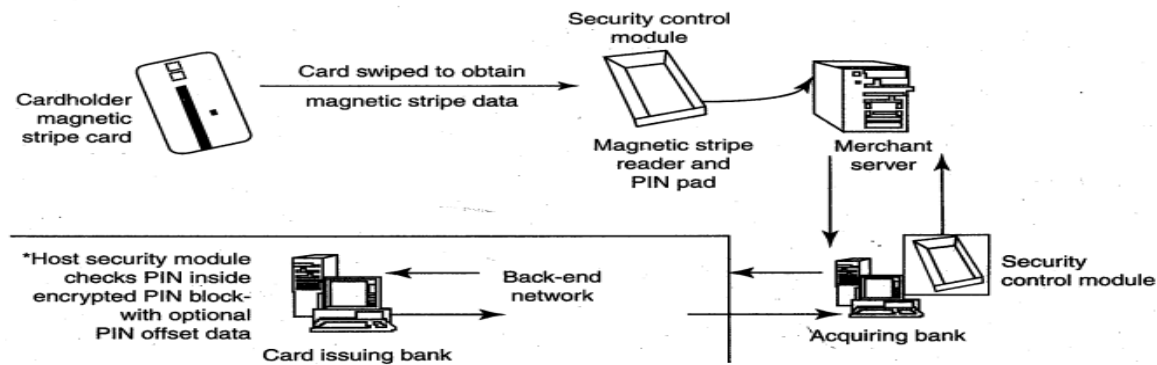 Security control
module
Card swiped to obtain
magnetic stripe data
Cardholder
magnetic
stripe card
Magnetic stripe
reader and
PIN pad
Merchant
server
*Host security module
checks PIN inside
encrypted PIN block-
with optional
PIN offset data
Back-end
network
Security
control module
Card issuing bank
Acquiring bank